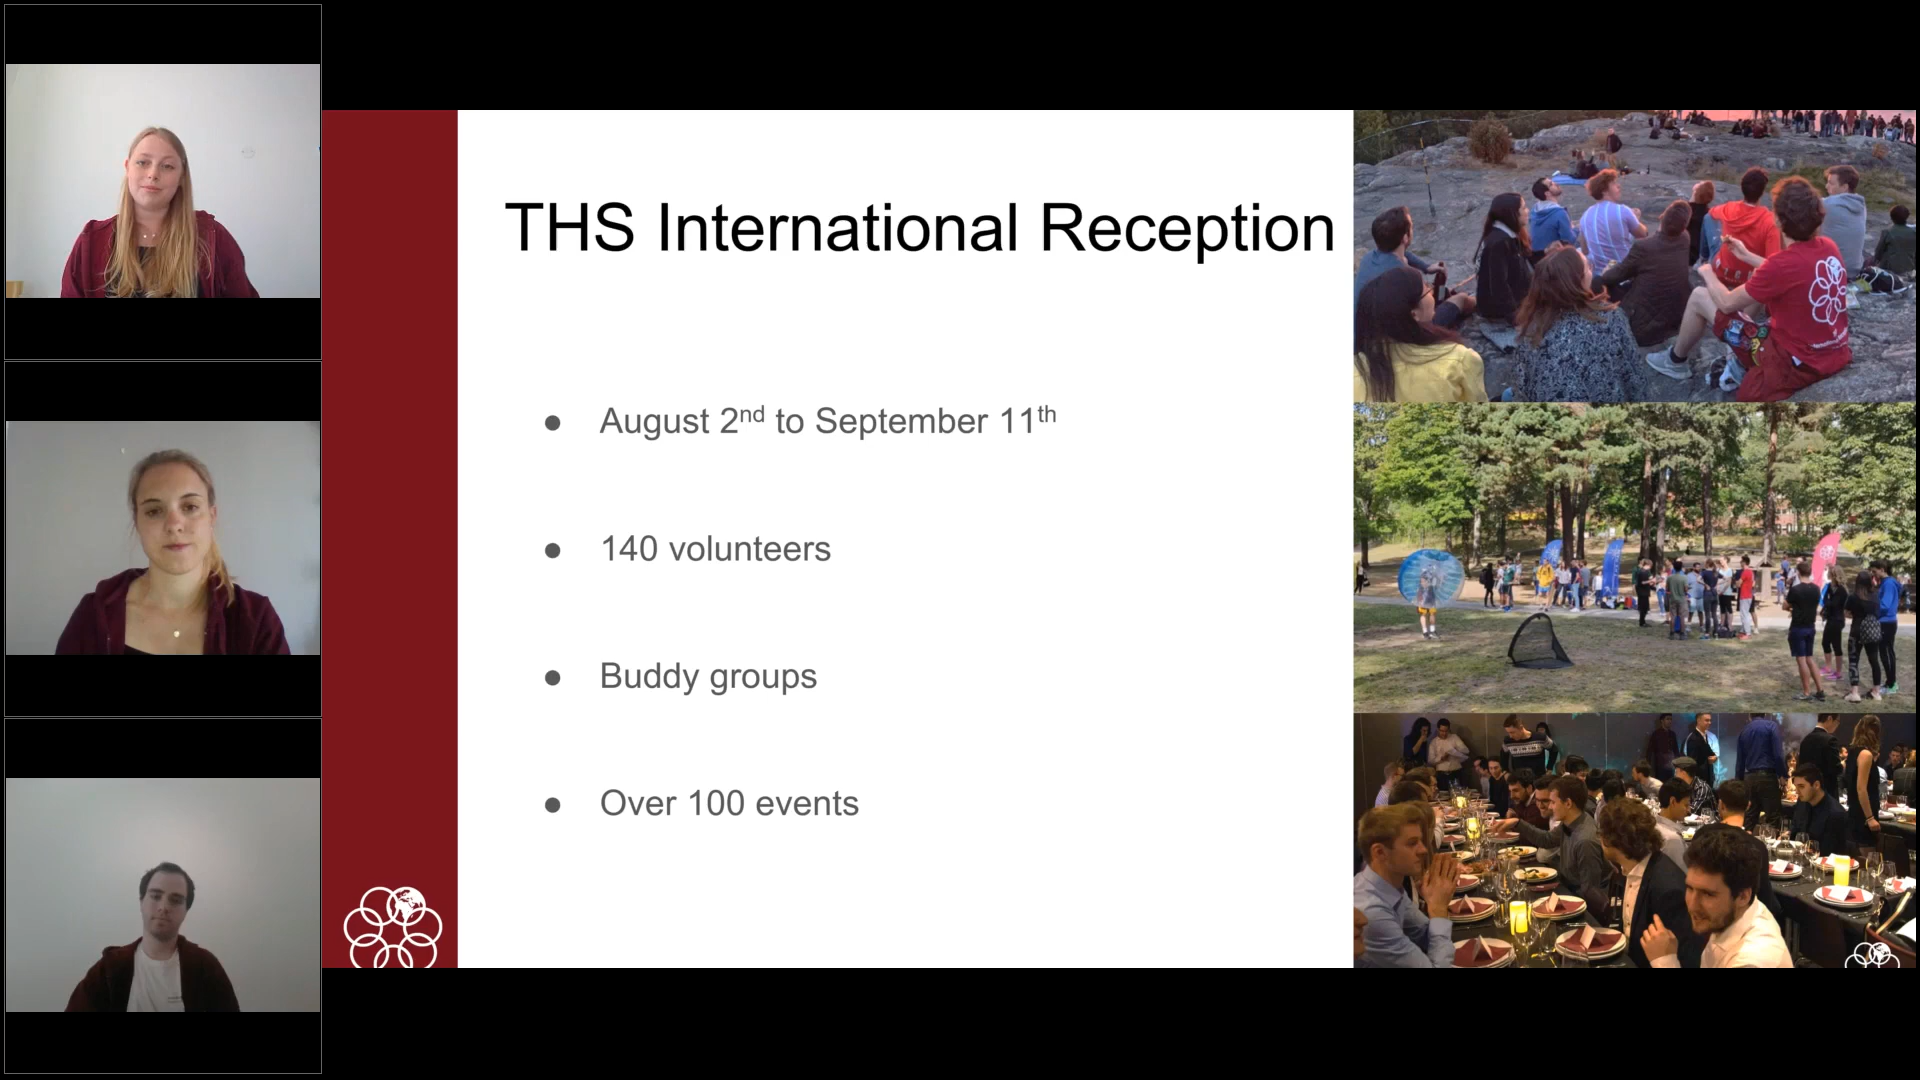 THS International Reception
● August 2nd to September 11th
● 140 volunteers
● Buddy groups
● Over 100 events